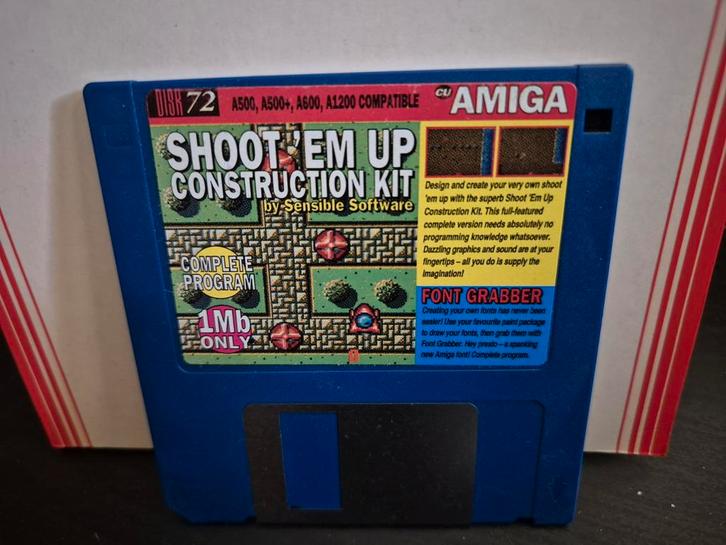 DISK 72 A500, A500+, A600, A1200 COMPATIBLE CU AMIGA
SHOOT 'EM UP
CONSTRUCTION KIT
by Sensible Software
COMPLETE
PROGRAM
1Mb
ONLY
Design and create your very own shoot
'em up with the superb Shoot 'Em Up
Construction Kit. This full-featured
complete version needs absolutely no
programming knowledge whatsoever.
Dazzling graphics and sound are at your
fingertips – all you do is supply the
imagination!
FONT GRABBER
Creating your own fonts has never been
easier! Use your favourite paint package
to draw your fonts, then grab them with
Font Grabber. Hey presto – a spanking
new Amiga font! Complete program.